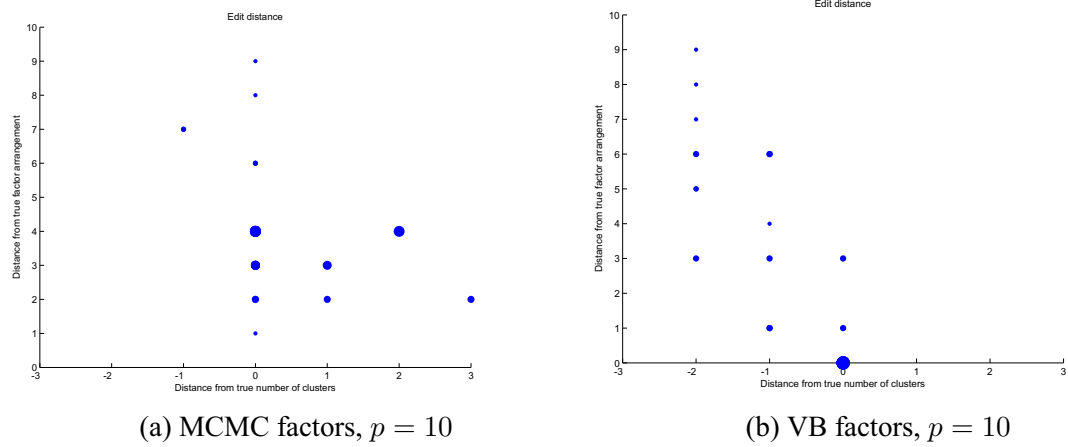 Edit distance
10
9
8
7
6
5
4
3
2
1
0
Distance from true factor arrangement
-3 -2 -1 0 1 2 3
Distance from true number of clusters
(a) MCMC factors, p = 10
Edit distance
10
9
8
7
6
5
4
3
2
1
0
Distance from true factor arrangement
-3 -2 -1 0 1 2 3
Distance from true number of clusters
(b) VB factors, p = 10